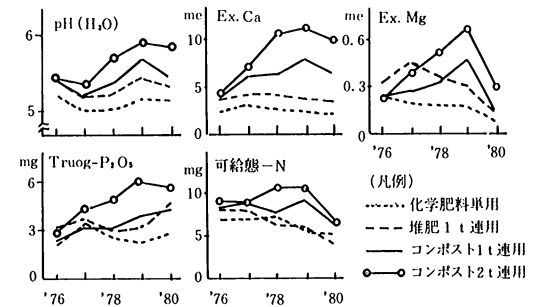 pH (H₂O)
6
5
me
Ex. Ca
10
5
0
me
Ex. Mg
0.6
0.3
0
'76
'78
'80
mg
Truog-P₂O₅
6
3
0
'76
'78
'80
mg
可給態-N
10
5
0
'76
'78
'80
(凡例)
化学肥料単用
堆肥1t連用
コンポスト1t連用
コンポスト2t連用